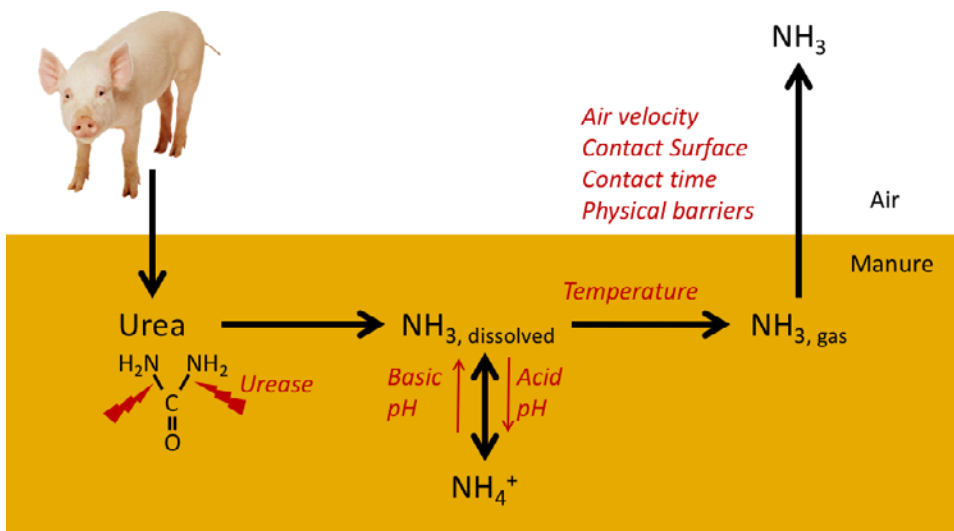 NH₃
Air velocity
Contact Surface
Contact time
Physical barriers
Air
Manure
Urea
NH₃, dissolved
Temperature
NH₃, gas
H₂N NH₂
C
O
Urease
Basic
pH
Acid
pH
NH₄⁺